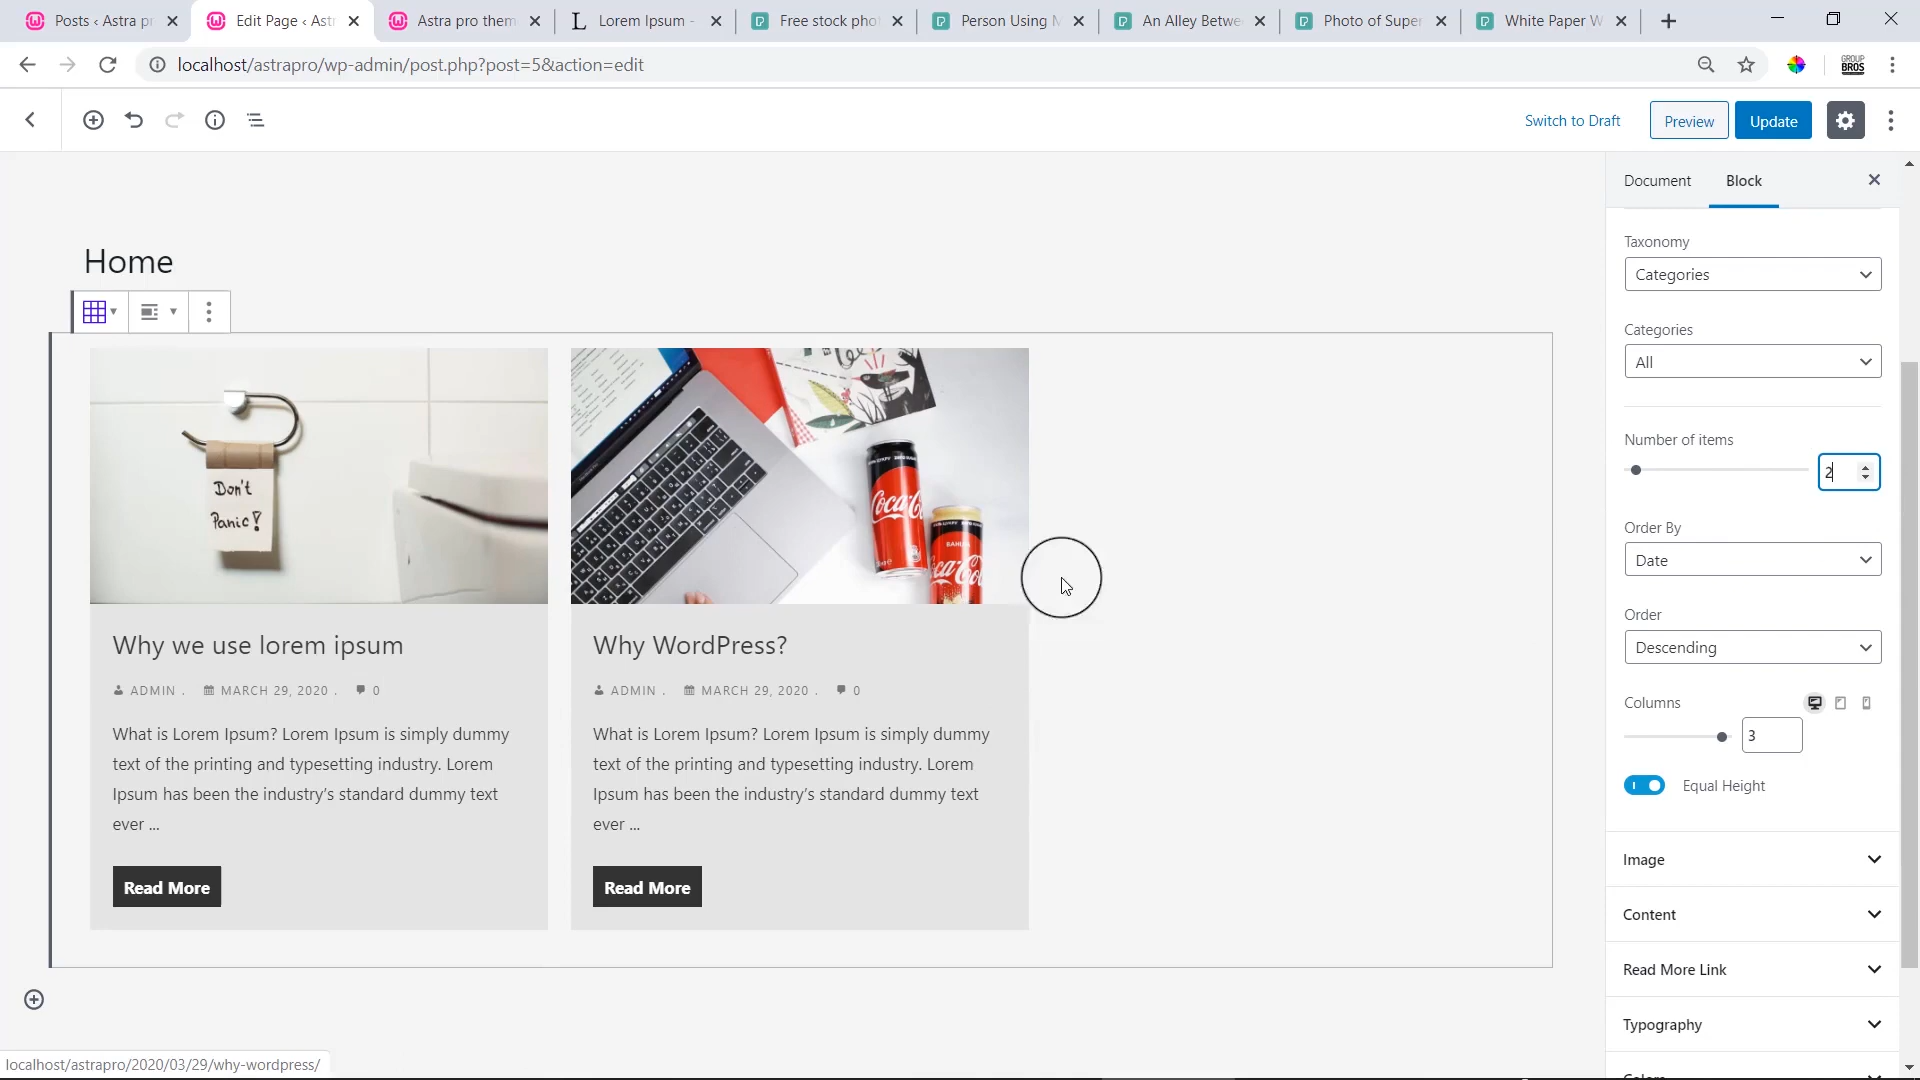 Posts ‹ Astra pr
Edit Page ‹ Ast
Astra pro them
Lorem Ipsum -
Free stock pho
Person Using M
An Alley Betwe
Photo of Super
White Paper W
localhost/astrapro/wp-admin/post.php?post=5&action=edit
GROUP
BROS
Switch to Draft
Preview
Update
Document
Block
Home
Taxonomy
Categories
Categories
All
Number of items
2
Order By
Date
Order
Descending
Columns
3
Equal Height
Image
Content
Read More Link
Typography
Don't
Panic!
Coca-Co
Why we use lorem ipsum
ADMIN . MARCH 29, 2020 . 0
What is Lorem Ipsum? Lorem Ipsum is simply dummy
text of the printing and typesetting industry. Lorem
Ipsum has been the industry's standard dummy text
ever ...
Read More
Why WordPress?
ADMIN . MARCH 29, 2020 . 0
What is Lorem Ipsum? Lorem Ipsum is simply dummy
text of the printing and typesetting industry. Lorem
Ipsum has been the industry's standard dummy text
ever ...
Read More
localhost/astrapro/2020/03/29/why-wordpress/